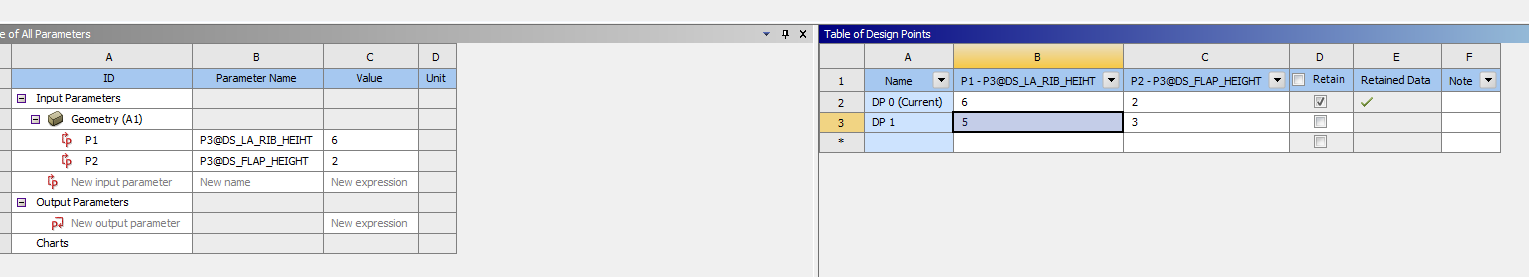 e of All Parameters
A B C D
ID Parameter Name Value Unit
Input Parameters
Geometry (A1)
P1 P3@DS_LA_RIB_HEIHT 6
P2 P3@DS_FLAP_HEIGHT 2
New input parameter New name New expression
Output Parameters
New output parameter New expression
Charts
Table of Design Points
A B C D E F
1 Name P1 - P3@DS_LA_RIB_HEIHT P2 - P3@DS_FLAP_HEIGHT Retain Retained Data Note
2 DP 0 (Current) 6 2
3 DP 1 5 3
*